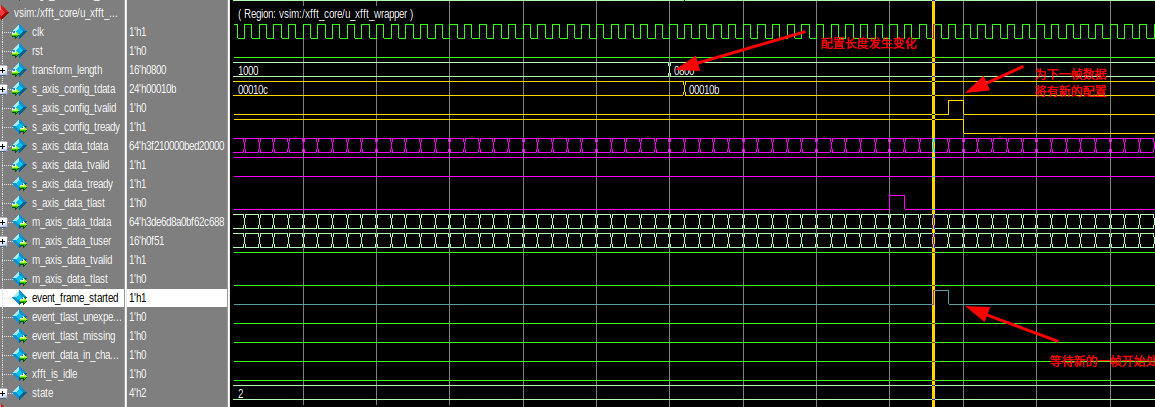 vsim:/xfft_core/u_xfft_... ( Region: vsim:/xfft_core/u_xfft_wrapper )
clk 1'h1
rst 1'h0
配置长度发生变化
transform_length 16'h0800 1000 0800
为下一帧数据
s_axis_config_tdata 24'h00010b 00010c 00010b
将有新的配置
s_axis_config_tvalid 1'h0
s_axis_config_tready 1'h1
s_axis_data_tdata 64'h3f210000bed20000
s_axis_data_tvalid 1'h1
s_axis_data_tready 1'h1
s_axis_data_tlast 1'h0
m_axis_data_tdata 64'h3de6d8a0bf62c688
m_axis_data_tuser 16'h0f51
m_axis_data_tvalid 1'h1
m_axis_data_tlast 1'h0
event_frame_started 1'h1
event_tlast_unexpe... 1'h0
event_tlast_missing 1'h0
event_data_in_cha... 1'h0
等待新的一帧开始
xfft_is_idle 1'h0
state 4'h2 2